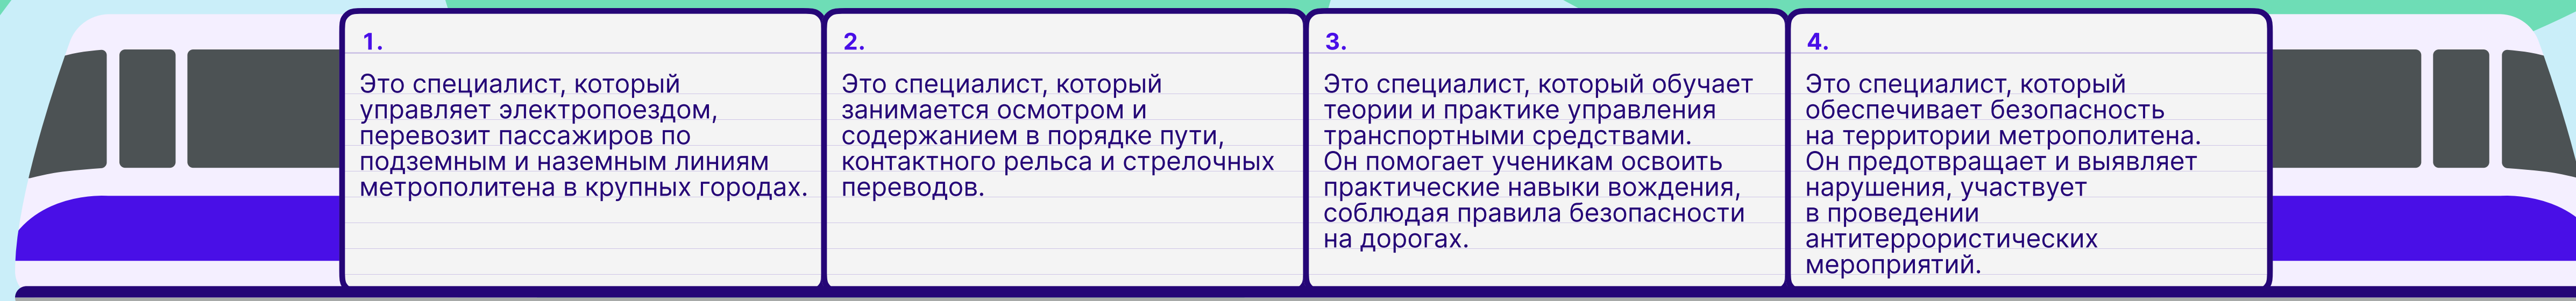 1.
Это специалист, который
управляет электропоездом,
перевозит пассажиров по
подземным и наземным линиям
метрополитена в крупных городах.
2.
Это специалист, который
занимается осмотром и
содержанием в порядке пути,
контактного рельса и стрелочных
переводов.
3.
Это специалист, который обучает
теории и практике управления
транспортными средствами.
Он помогает ученикам освоить
практические навыки вождения,
соблюдая правила безопасности
на дорогах.
4.
Это специалист, который
обеспечивает безопасность
на территории метрополитена.
Он предотвращает и выявляет
нарушения, участвует
в проведении
антитеррористических
мероприятий.